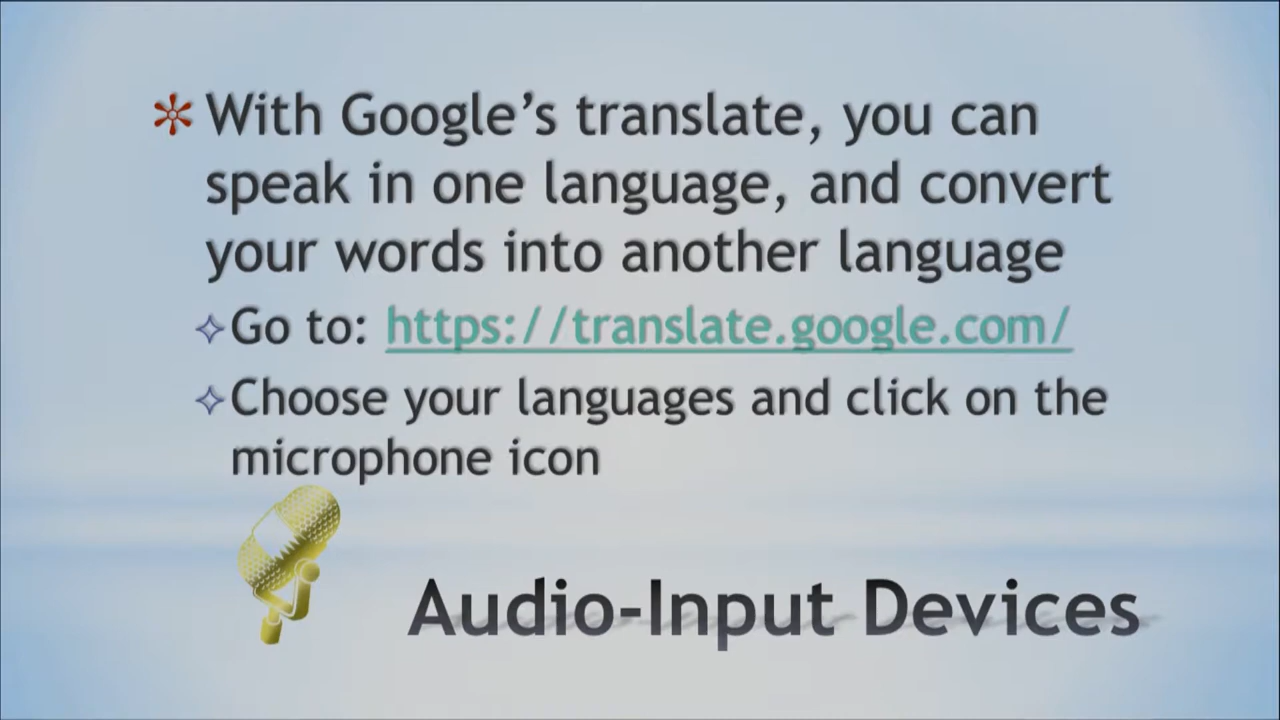 With Google’s translate, you can
speak in one language, and convert
your words into another language
Go to: https://translate.google.com/
Choose your languages and click on the
microphone icon
Audio-Input Devices